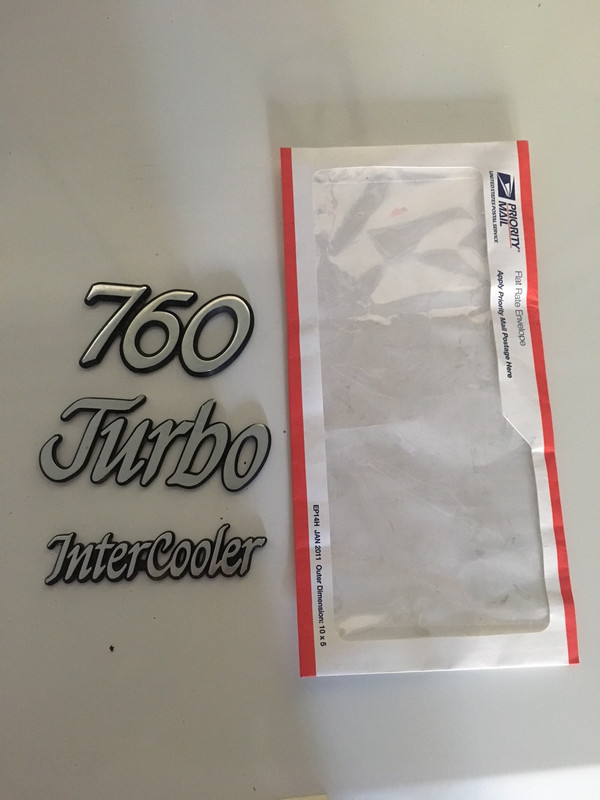 760
Turbo
InterCooler
PRIORITY
MAIL
UNITED STATES POSTAL SERVICE
Flat Rate Envelope
Apply Priority Mail Postage Here
EP14H JAN 2011 Outer Dimension: 10 x 5